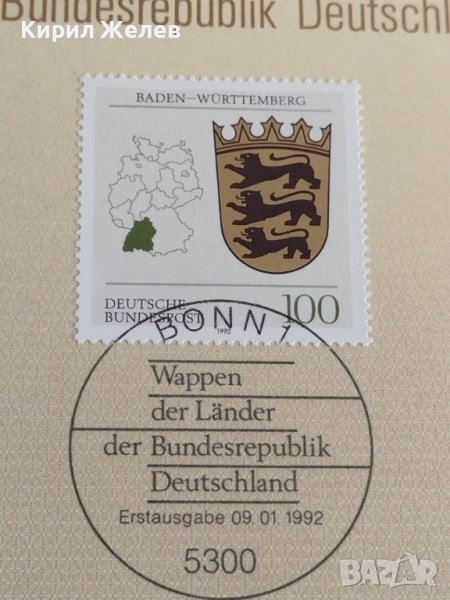 Bundesrepublik Deutschl
Кирил Желев
BADEN–WÜRTTEMBERG
DEUTSCHE
BUNDESPOST 100
1992
BONN 1
Wappen
der Länder
der Bundesrepublik
Deutschland
Erstausgabe 09.01.1992
5300
BAZAR